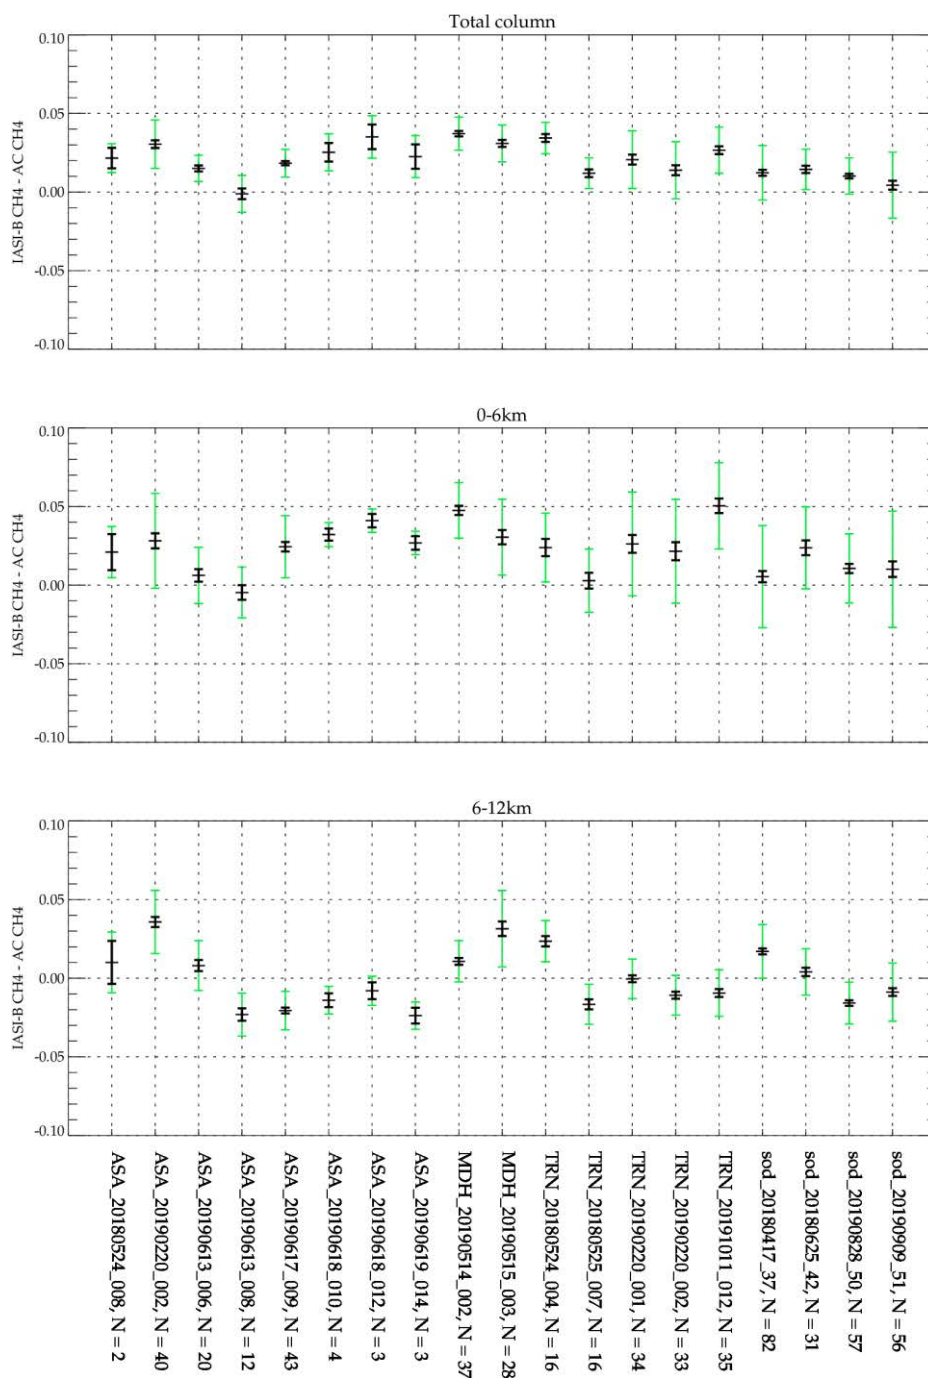 Total column
0.10
0.05
0.00
-0.05
-0.10
IASI-B CH4 - AC CH4
0-6km
0.10
0.05
0.00
-0.05
-0.10
IASI-B CH4 - AC CH4
6-12km
0.10
0.05
0.00
-0.05
-0.10
IASI-B CH4 - AC CH4
ASA_20180524_008, N = 2
ASA_20190220_002, N = 40
ASA_20190613_006, N = 20
ASA_20190613_008, N = 12
ASA_20190617_009, N = 43
ASA_20190618_010, N = 4
ASA_20190618_012, N = 3
ASA_20190619_014, N = 3
MDH_20190514_002, N = 37
MDH_20190515_003, N = 28
TRN_20180524_004, N = 16
TRN_20180525_007, N = 16
TRN_20190220_001, N = 34
TRN_20190220_002, N = 33
TRN_20191011_012, N = 35
sod_20180417_37, N = 82
sod_20180625_42, N = 31
sod_20190828_50, N = 57
sod_20190909_51, N = 56